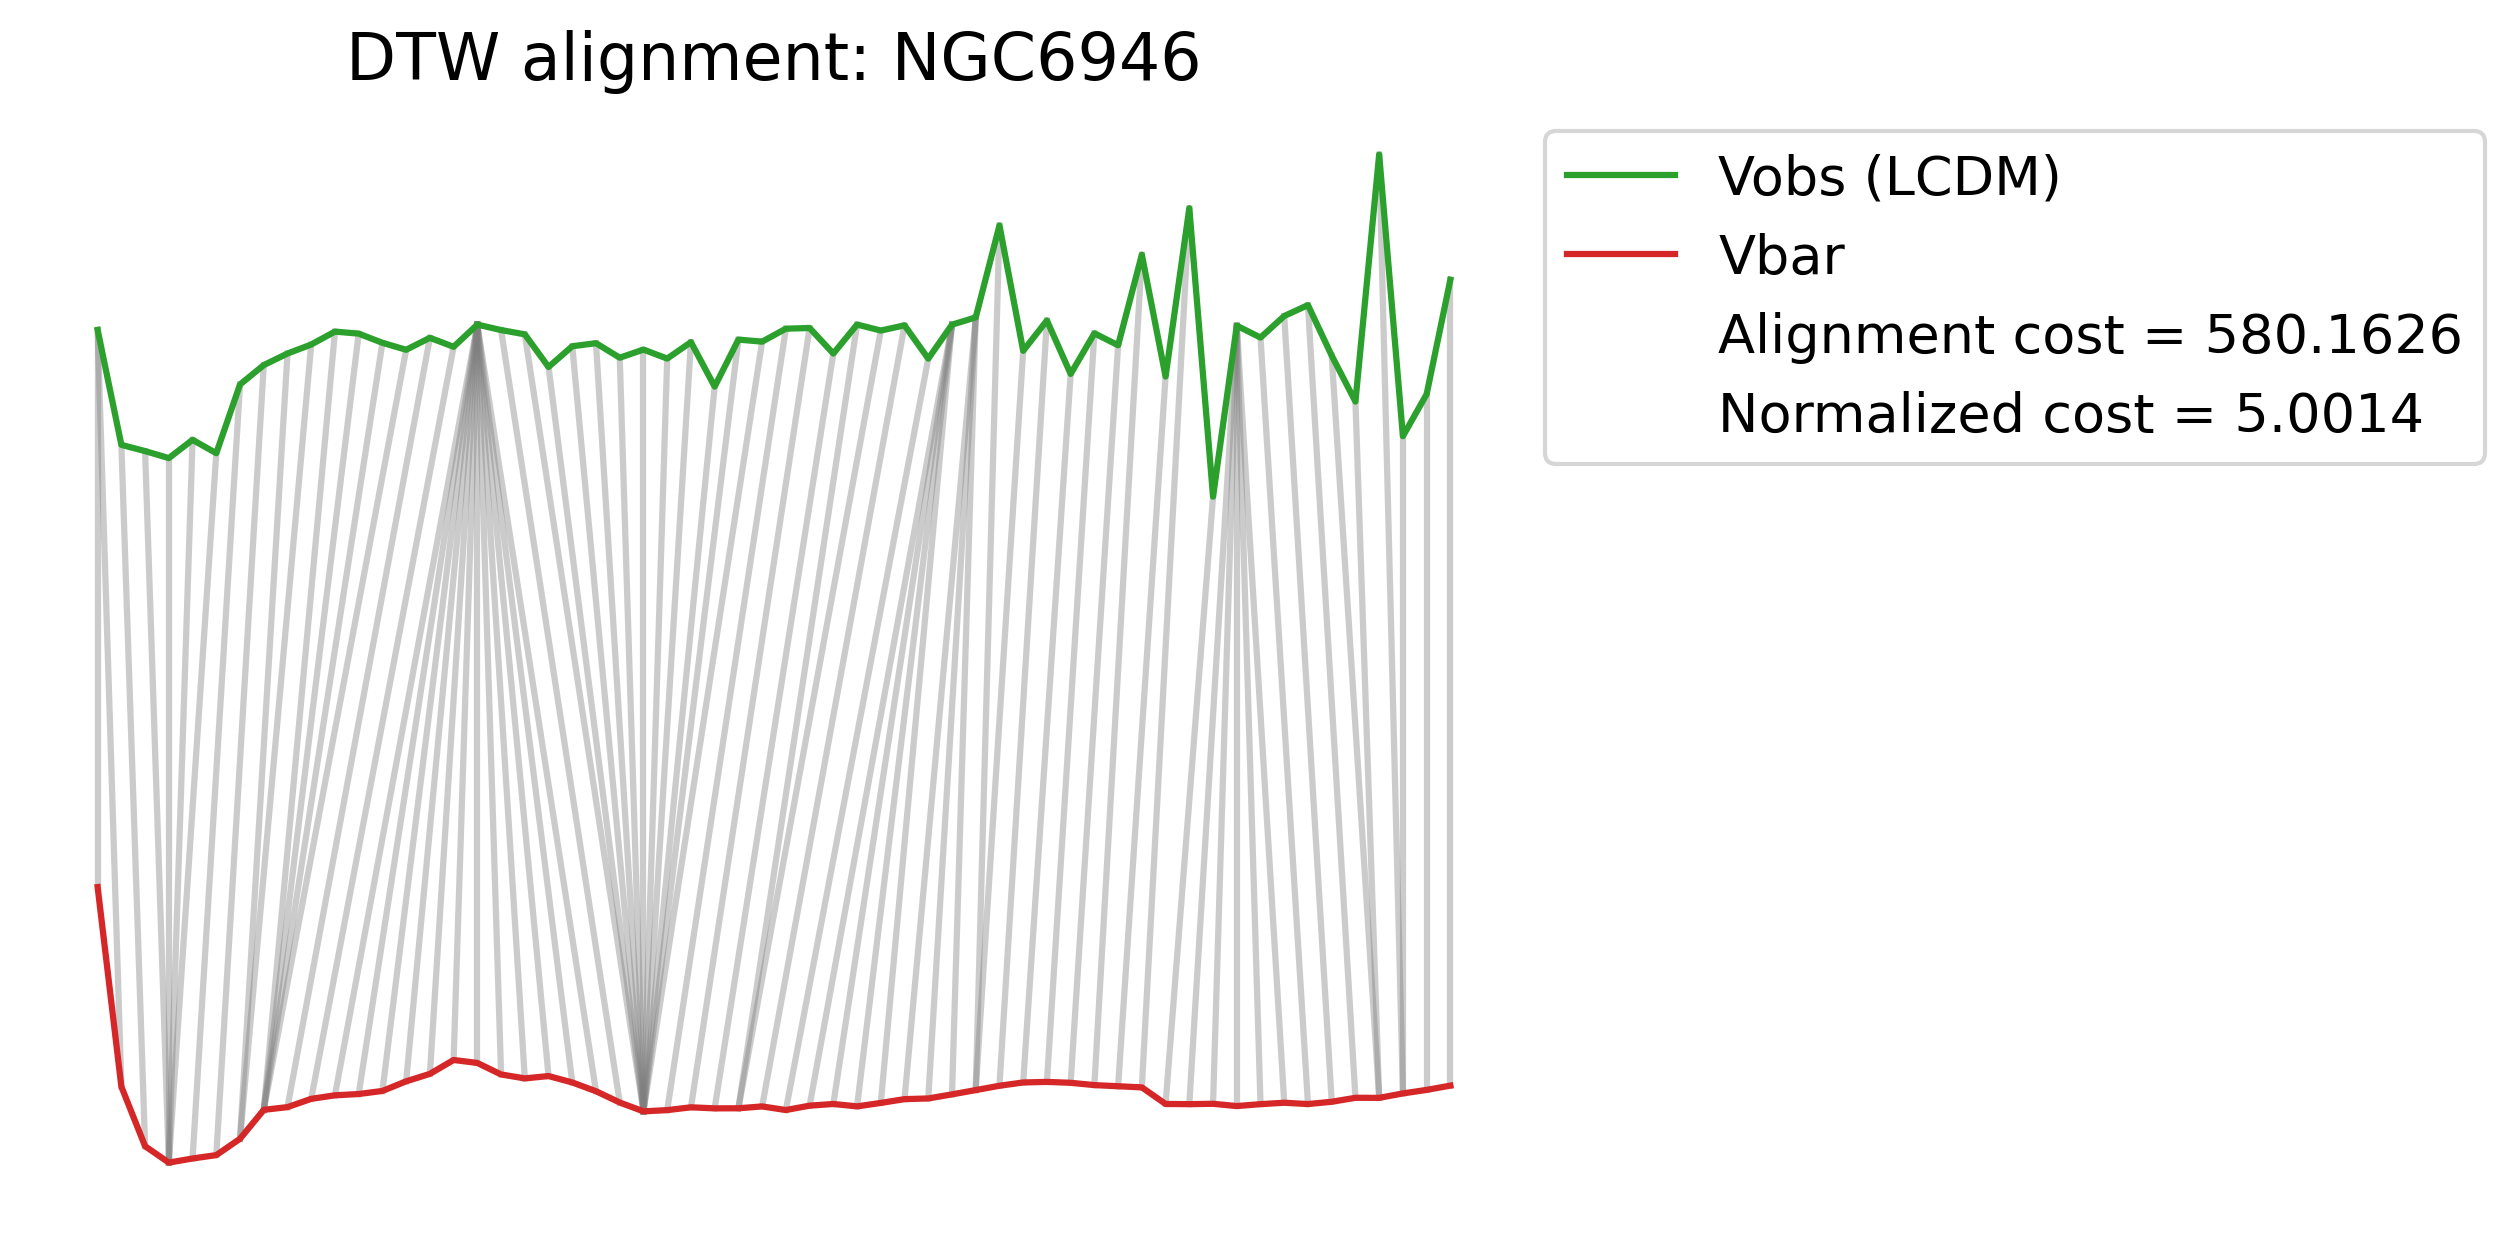 DTW alignment: NGC6946
Vobs (LCDM)
Vbar
Alignment cost = 580.1626
Normalized cost = 5.0014